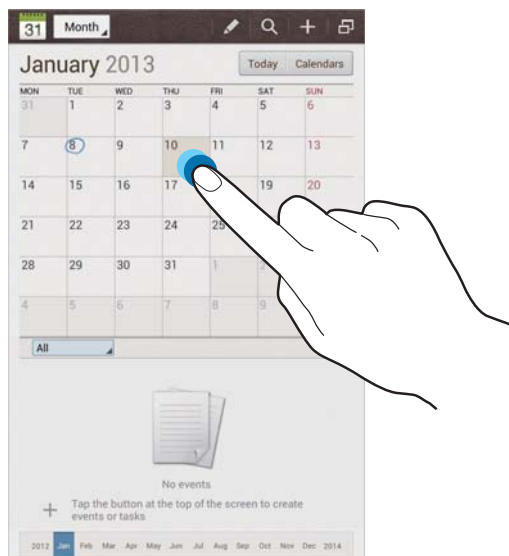 31 Month
January 2013 Today Calendars
MON TUE WED THU FRI SAT SUN
31 1 2 3 4 5 6
7 8 9 10 11 12 13
14 15 16 17 19 20
21 22 23 24 25
28 29 30 31 1 2
4 5 6 7 8 9
All
No events
Tap the button at the top of the screen to create
events or tasks
2012 Jan Feb Mar Apr May Jun Jul Aug Sep Oct Nov Dec 2014